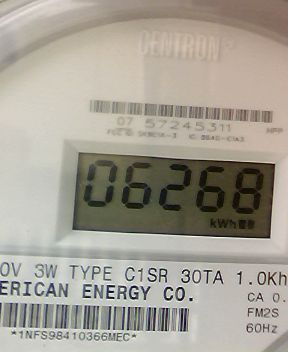 CENTRON®
07 57245311
06268
kWh
0V 3W TYPE C1SR 30TA 1.0Kh
ERICAN ENERGY CO.
CA 0.
FM2S
60Hz
*1NFS98410366MEC*